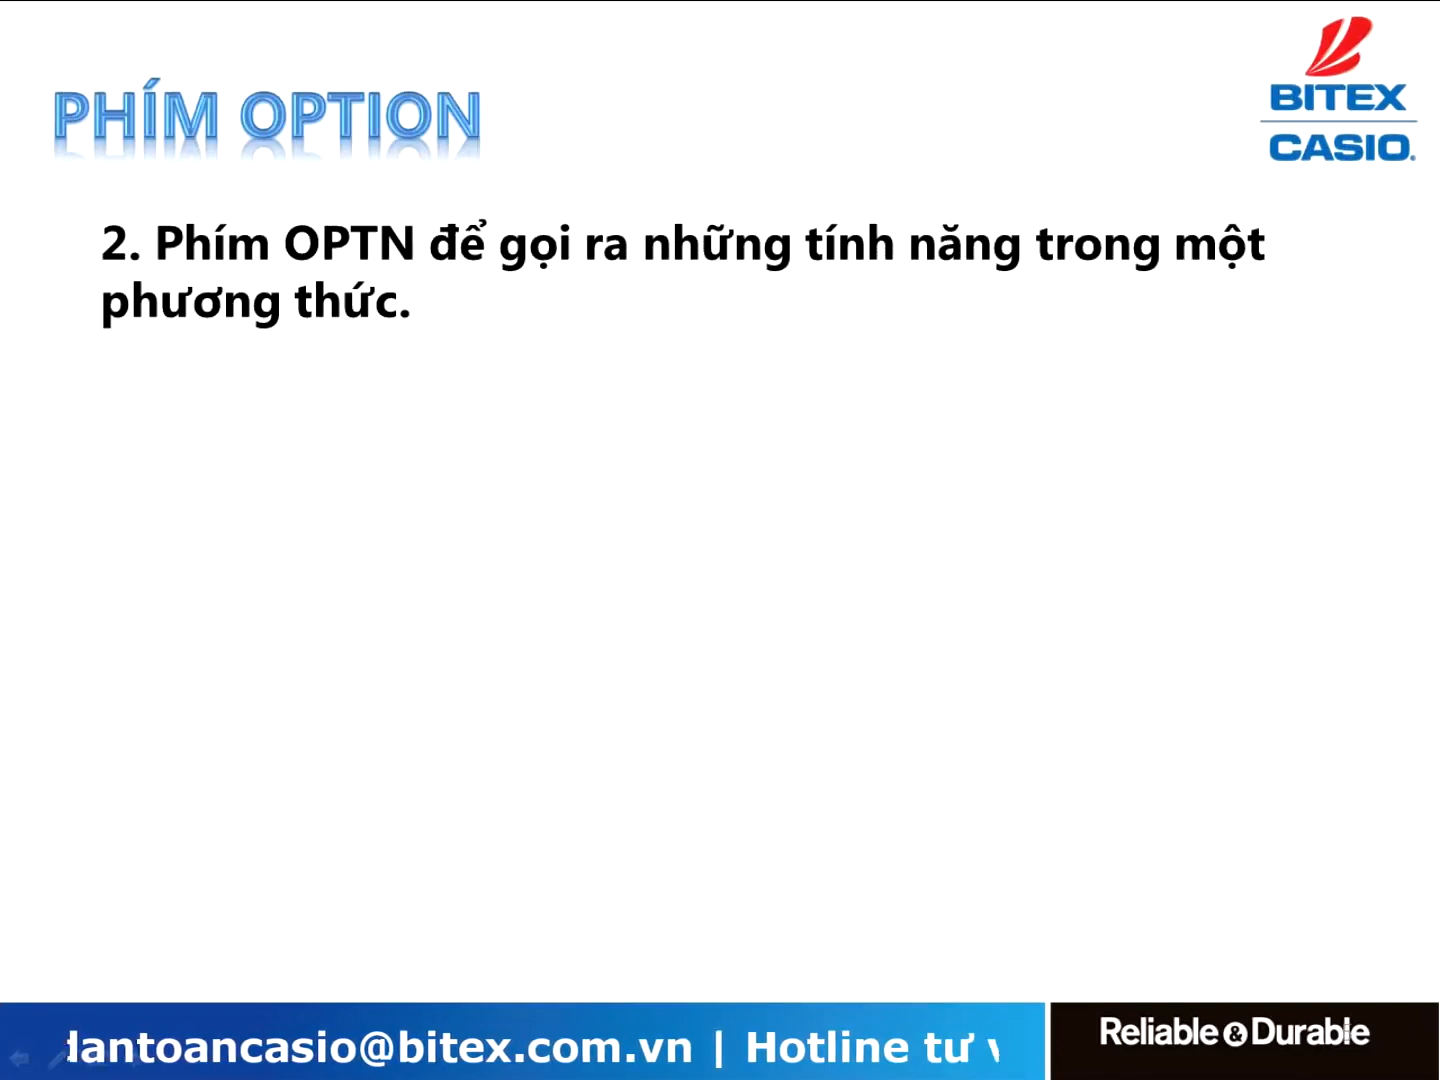 PHÍM OPTION
BITEX
CASIO
2. Phím OPTN để gọi ra những tính năng trong một
phương thức.
lantoancasio@bitex.com.vn | Hotline tư
Reliable & Durable